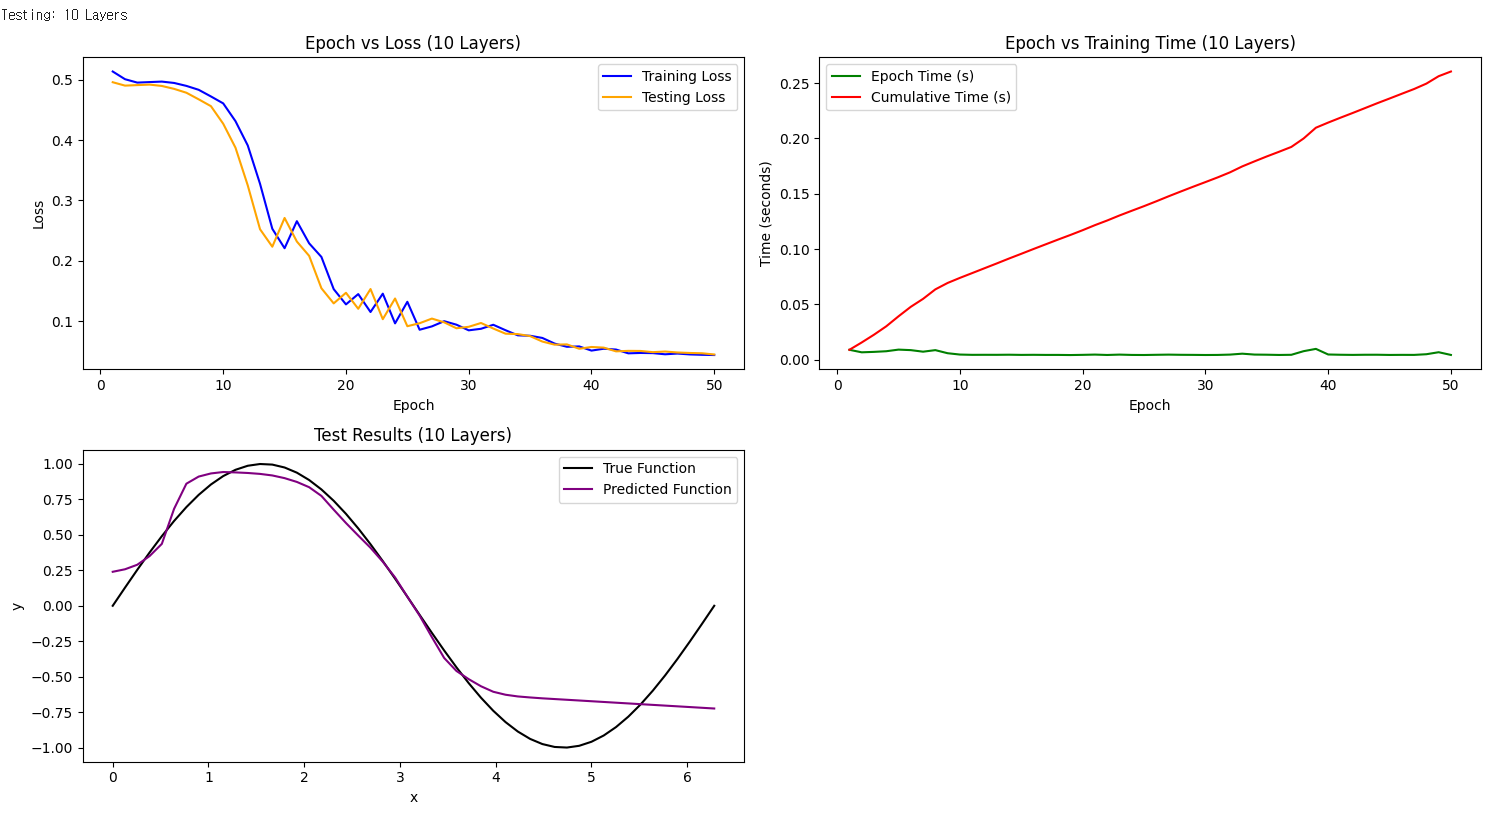 Testing: 10 Layers
Epoch vs Loss (10 Layers)
Training Loss
Testing Loss
Loss
0.5
0.4
0.3
0.2
0.1
0
10
20
30
40
50
Epoch
Epoch vs Training Time (10 Layers)
Epoch Time (s)
Cumulative Time (s)
Time (seconds)
0.25
0.20
0.15
0.10
0.05
0.00
0
10
20
30
40
50
Epoch
Test Results (10 Layers)
True Function
Predicted Function
y
1.00
0.75
0.50
0.25
0.00
−0.25
−0.50
−0.75
−1.00
0
1
2
3
4
5
6
x